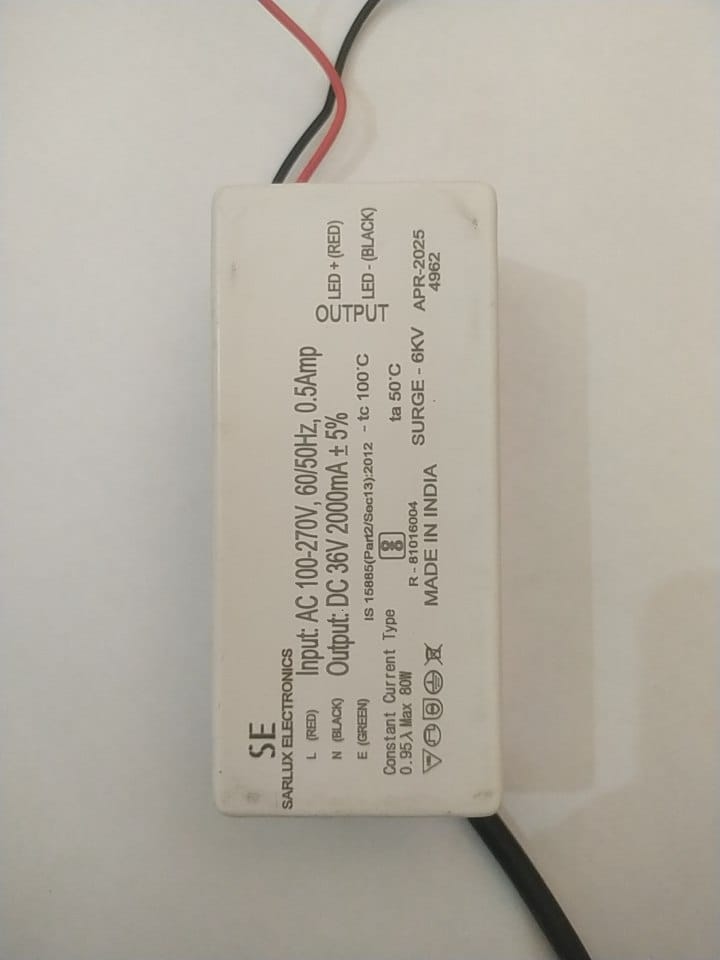 SE
SARLUX ELECTRONICS
L (RED) Input: AC 100-270V, 60/50Hz, 0.5Amp
N (BLACK) Output: DC 36V 2000mA ± 5%
E (GREEN) IS 15885(Part2/Sec13):2012 - tc 100°C
OUTPUT
LED + (RED)
LED - (BLACK)
Constant Current Type
ta 50°C
0.95λ Max 80W
R - 81016004
MADE IN INDIA SURGE - 6KV APR-2025
4962